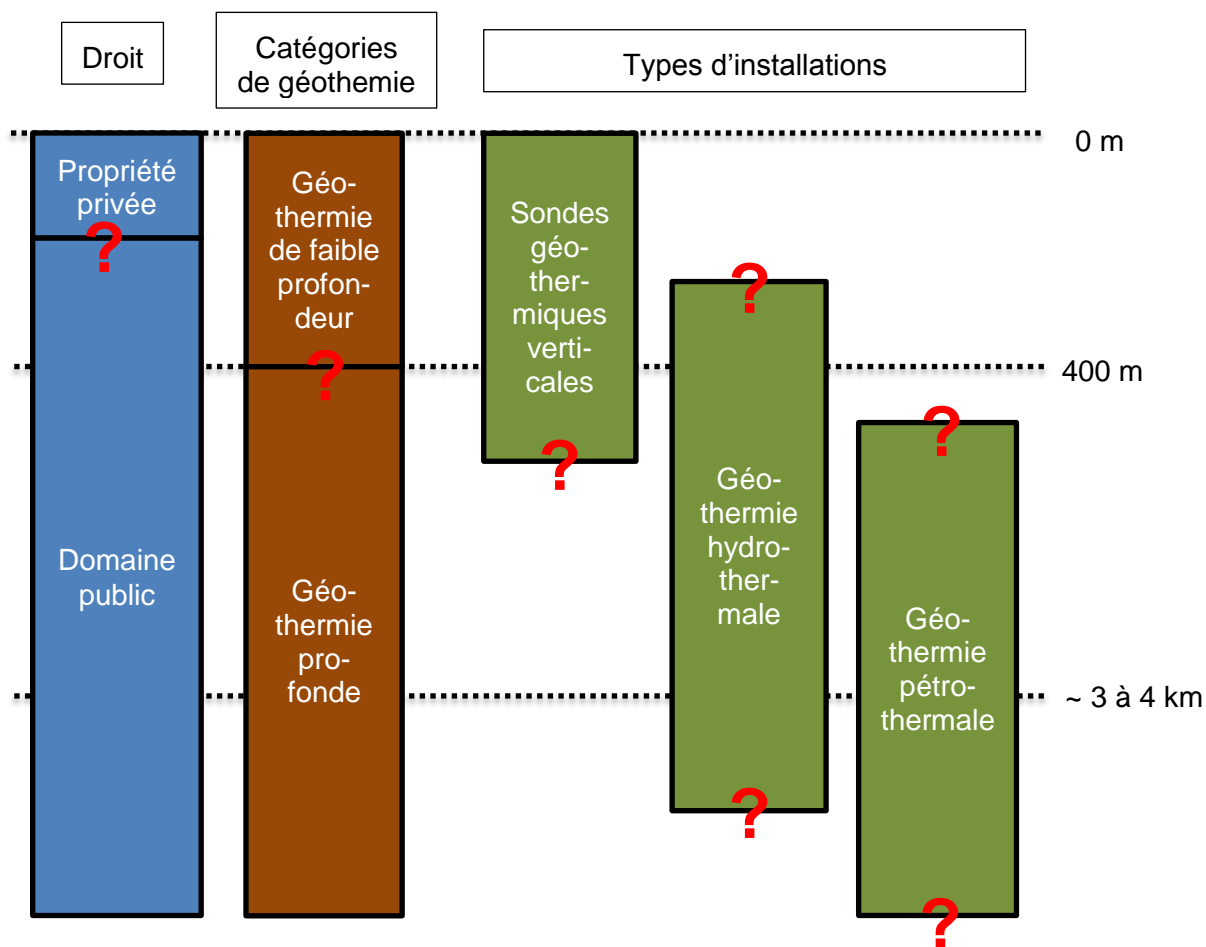 Droit
Catégories
de géothemie
Types d'installations
0 m
Propriété
privée
?
Domaine
public
Géo-
thermie
de faible
profon-
deur
?
Géo-
thermie
pro-
fonde
Sondes
géo-
ther-
miques
verti-
cales
?
?
Géo-
thermie
hydro-
ther-
male
?
?
Géo-
thermie
pétro-
thermale
?
400 m
~ 3 à 4 km